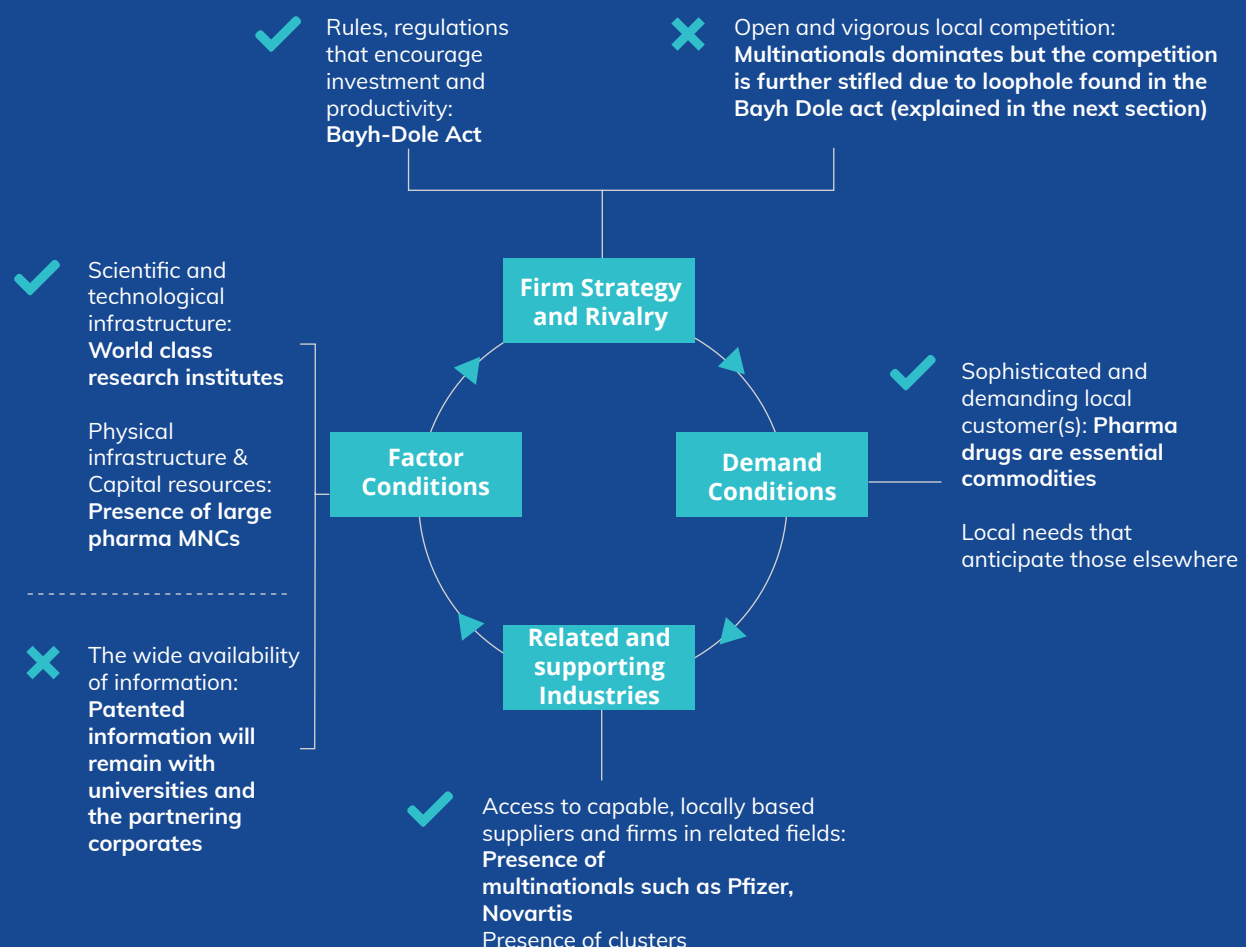 Rules, regulations
that encourage
investment and
productivity:
Bayh-Dole Act
Open and vigorous local competition:
Multinationals dominates but the competition
is further stifled due to loophole found in the
Bayh Dole act (explained in the next section)
Scientific and
technological
infrastructure:
World class
research institutes
Physical
infrastructure &
Capital resources:
Presence of large
pharma MNCs
The wide availability
of information:
Patented
information will
remain with
universities and
the partnering
corporates
Firm Strategy
and Rivalry
Factor
Conditions
Demand
Conditions
Related and
supporting
Industries
Sophisticated and
demanding local
customer(s): Pharma
drugs are essential
commodities
Local needs that
anticipate those elsewhere
Access to capable, locally based
suppliers and firms in related fields:
Presence of
multinationals such as Pfizer,
Novartis
Presence of clusters